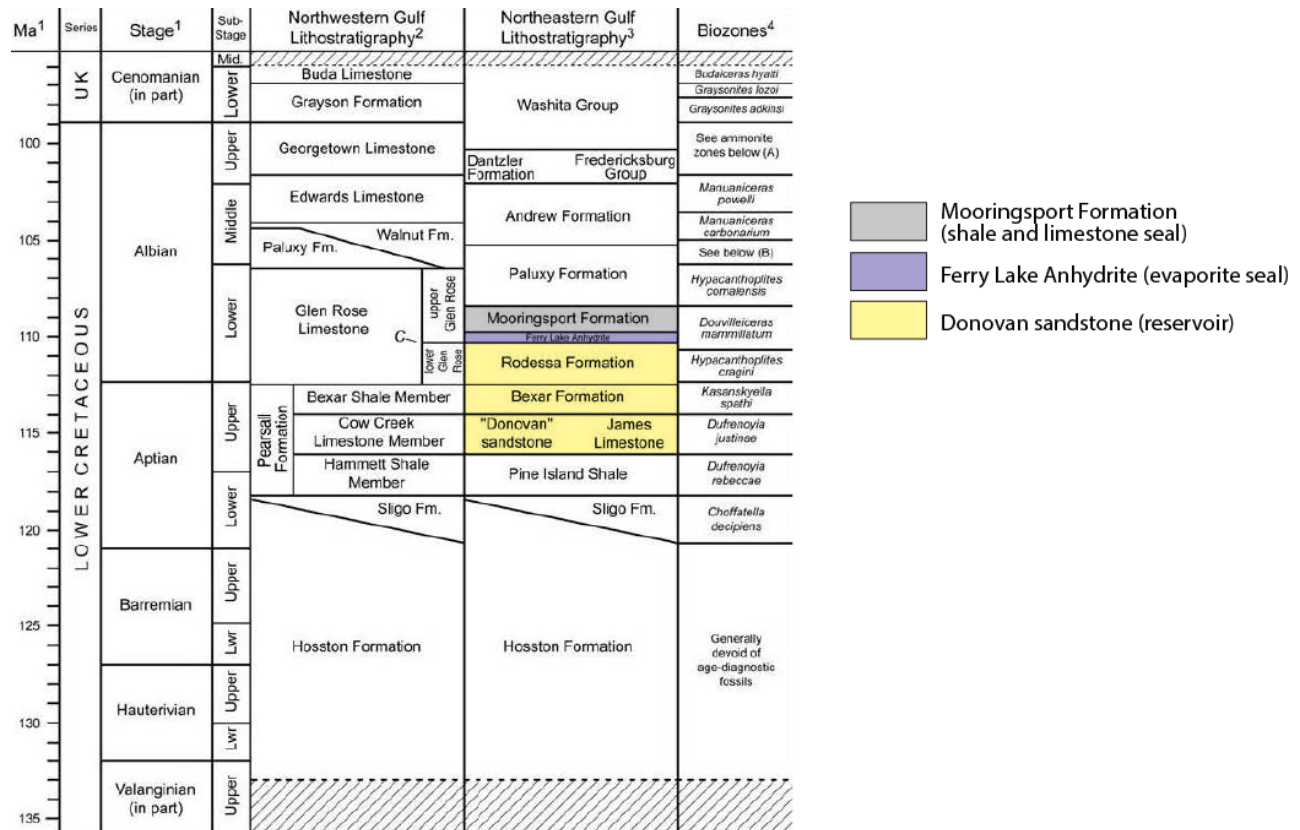 Ma1
Series
Stage1
Sub-
Stage
Northwestern Gulf
Lithostratigraphy2
Northeastern Gulf
Lithostratigraphy3
Biozones4
100
105
110
115
120
125
130
135
UK
LOWER CRETACEOUS
Cenomanian
(in part)
Albian
Aptian
Barremian
Hauterivian
Valanginian
(in part)
Mid.
Lower
Upper
Middle
Lower
Upper
Lower
Upper
Lwr
Upper
Lwr
Upper
Buda Limestone
Grayson Formation
Georgetown Limestone
Edwards Limestone
Walnut Fm.
Paluxy Fm.
Glen Rose
Limestone
G
upper
Glen Rose
lower
Glen
Rose
Pearsall
Formation
Bexar Shale Member
Cow Creek
Limestone Member
Hammett Shale
Member
Sligo Fm.
Hosston Formation
Washita Group
Dantzler
Formation
Fredericksburg
Group
Andrew Formation
Paluxy Formation
Mooringsport Formation
Ferry Lake Anhydrite
Rodessa Formation
Bexar Formation
"Donovan"
sandstone
James
Limestone
Pine Island Shale
Sligo Fm.
Hosston Formation
Budaiceras hyatti
Graysonites lozoi
Graysonites adkinsi
See ammonite
zones below (A)
Manuaniceras
powelli
Manuaniceras
carbonarium
See below (B)
Hypacanthoplites
comalensis
Douvilleiceras
mammillatum
Hypacanthoplites
cragini
Kasanskyella
spathi
Dufrenoyia
justinae
Dufrenoyia
rebeccae
Choffatella
decipiens
Generally
devoid of
age-diagnostic
fossils
Mooringsport Formation
(shale and limestone seal)
Ferry Lake Anhydrite (evaporite seal)
Donovan sandstone (reservoir)